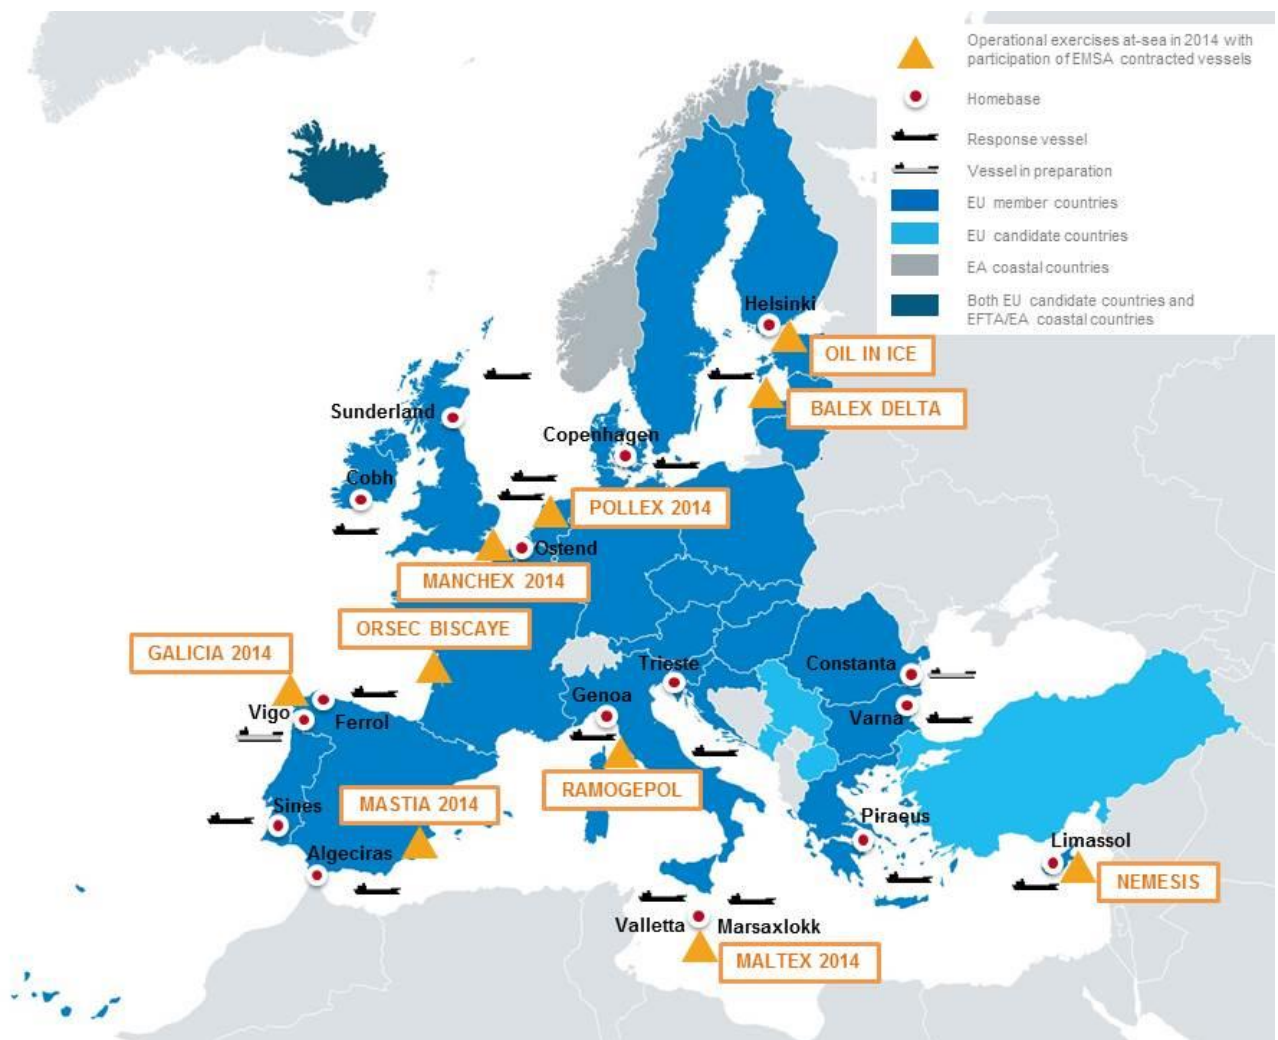 Operational exercises at-sea in 2014 with
participation of EMSA contracted vessels
Homebase
Response vessel
Vessel in preparation
EU member countries
EU candidate countries
EA coastal countries
Both EU candidate countries and
EFTA/EA coastal countries
Helsinki
OIL IN ICE
BALEX DELTA
Sunderland
Copenhagen
Cobh
POLLEX 2014
Ostend
MANCHEX 2014
ORSEC BISCAYE
GALICIA 2014
Trieste
Constanta
Genoa
Vigo
Ferrol
Varna
RAMOGEPOL
MASTIA 2014
Sines
Piraeus
Algeciras
Limassol
NEMESIS
Valletta
Marsaxlokk
MALTEX 2014